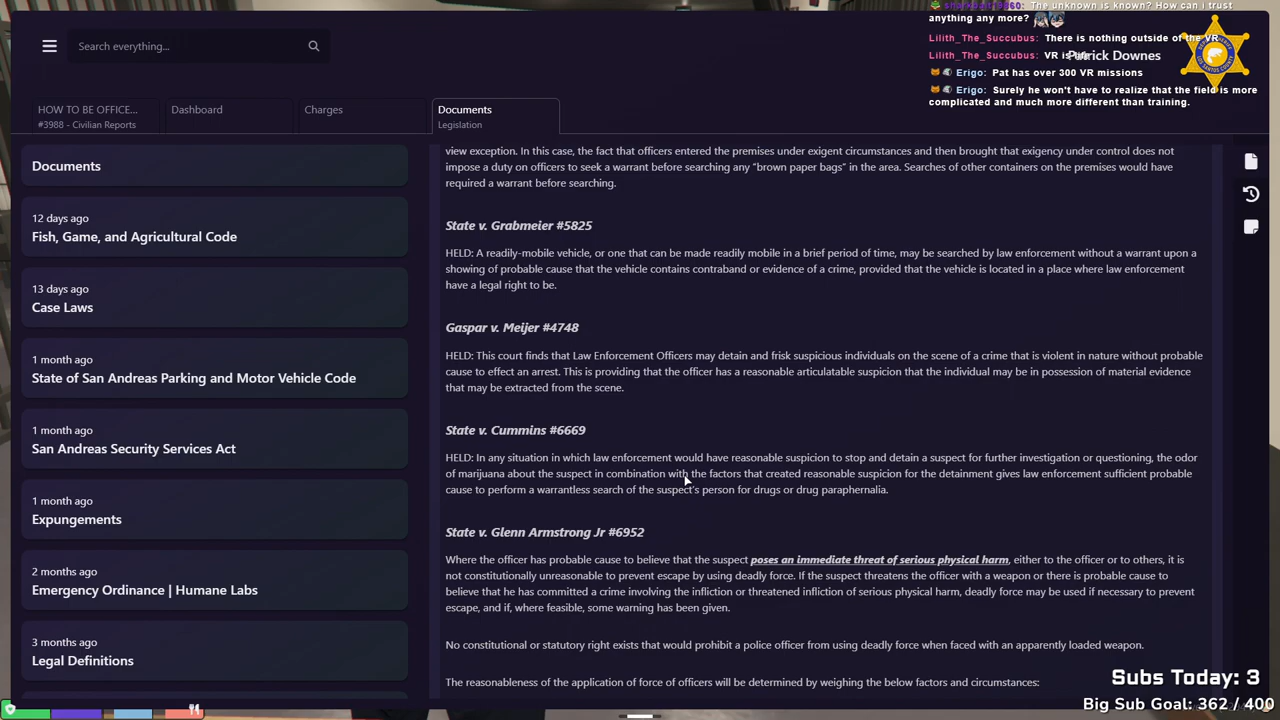 snorkout_9860: The unknown is known? How can i trust
anything any more?
Lilith_The_Succubus: There is nothing outside of the VR
Lilith_The_Succubus: VR is life
Erigo: Pat has over 300 VR missions
Erigo: Surely he won't have to realize that the field is more
complicated and much more different than training.
Search everything...
Patrick Downes
HOW TO BE OFFICE...
#3988 - Civilian Reports
Dashboard
Charges
Documents
Legislation
Documents
12 days ago
Fish, Game, and Agricultural Code
13 days ago
Case Laws
1 month ago
State of San Andreas Parking and Motor Vehicle Code
1 month ago
San Andreas Security Services Act
1 month ago
Expungements
2 months ago
Emergency Ordinance | Humane Labs
3 months ago
Legal Definitions
view exception. In this case, the fact that officers entered the premises under exigent circumstances and then brought that exigency under control does not
impose a duty on officers to seek a warrant before searching any "brown paper bags" in the area. Searches of other containers on the premises would have
required a warrant before searching.
State v. Grabmeier #5825
HELD: A readily-mobile vehicle, or one that can be made readily mobile in a brief period of time, may be searched by law enforcement without a warrant upon a
showing of probable cause that the vehicle contains contraband or evidence of a crime, provided that the vehicle is located in a place where law enforcement
have a legal right to be.
Gaspar v. Meijer #4748
HELD: This court finds that Law Enforcement Officers may detain and frisk suspicious individuals on the scene of a crime that is violent in nature without probable
cause to effect an arrest. This is providing that the officer has a reasonable articulatable suspicion that the individual may be in possession of material evidence
that may be extracted from the scene.
State v. Cummins #6669
HELD: In any situation in which law enforcement would have reasonable suspicion to stop and detain a suspect for further investigation or questioning, the odor
of marijuana about the suspect in combination with the factors that created reasonable suspicion for the detainment gives law enforcement sufficient probable
cause to perform a warrantless search of the suspect's person for drugs or drug paraphernalia.
State v. Glenn Armstrong Jr #6952
Where the officer has probable cause to believe that the suspect poses an immediate threat of serious physical harm, either to the officer or to others, it is
not constitutionally unreasonable to prevent escape by using deadly force. If the suspect threatens the officer with a weapon or there is probable cause to
believe that he has committed a crime involving the infliction or threatened infliction of serious physical harm, deadly force may be used if necessary to prevent
escape, and if, where feasible, some warning has been given.
No constitutional or statutory right exists that would prohibit a police officer from using deadly force when faced with an apparently loaded weapon.
The reasonableness of the application of force of officers will be determined by weighing the below factors and circumstances:
Subs Today: 3
Big Sub Goal: 362 / 400